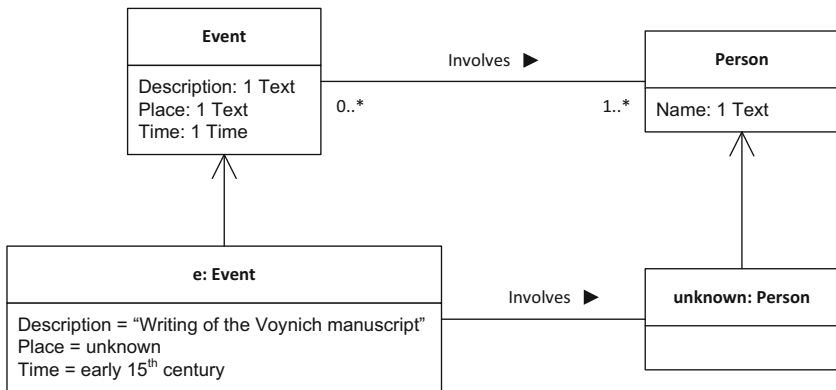 Event
Description: 1 Text
Place: 1 Text
Time: 1 Time
Involves ▶
0..*
1..*
Person
Name: 1 Text
e: Event
Description = “Writing of the Voynich manuscript”
Place = unknown
Time = early 15th century
Involves ▶
unknown: Person